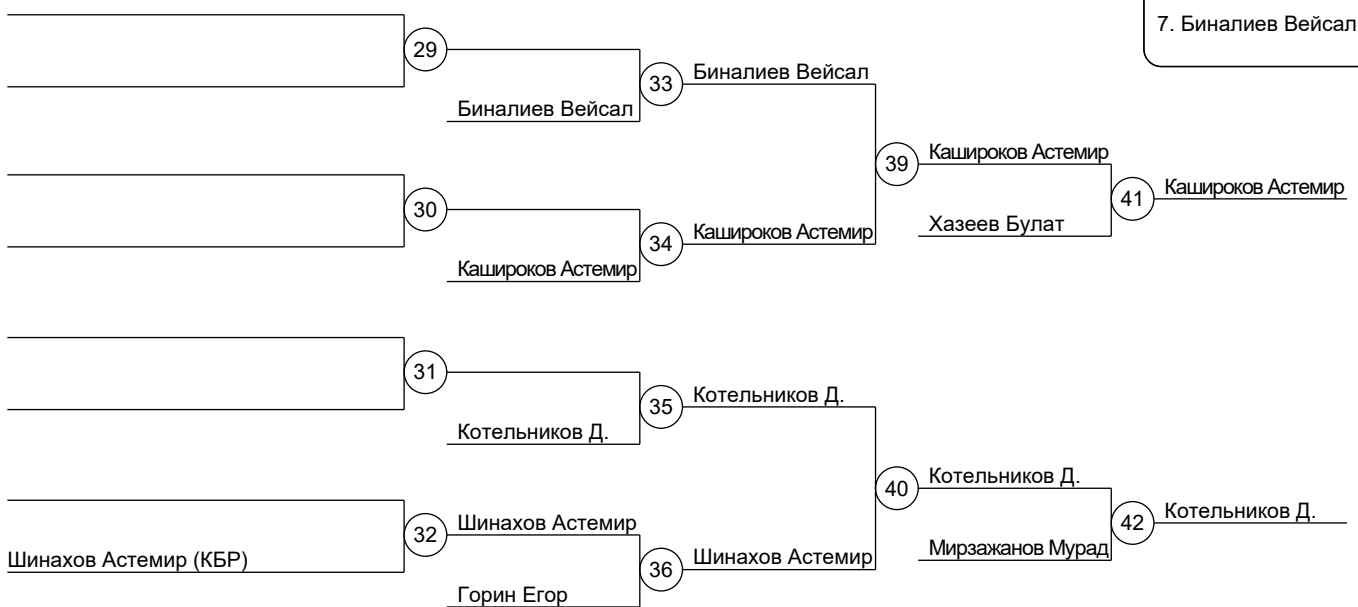 7. Биналиев Вейсал
29
33
Биналиев Вейсал
Биналиев Вейсал
39
Кашироков Астемир
41
Кашироков Астемир
30
34
Кашироков Астемир
Хазеев Булат
Кашироков Астемир
31
35
Котельников Д.
Котельников Д.
40
Котельников Д.
42
Котельников Д.
32
Шинахов Астемир
Мирзажанов Мурад
Шинахов Астемир (КБР)
36
Шинахов Астемир
Горин Егор